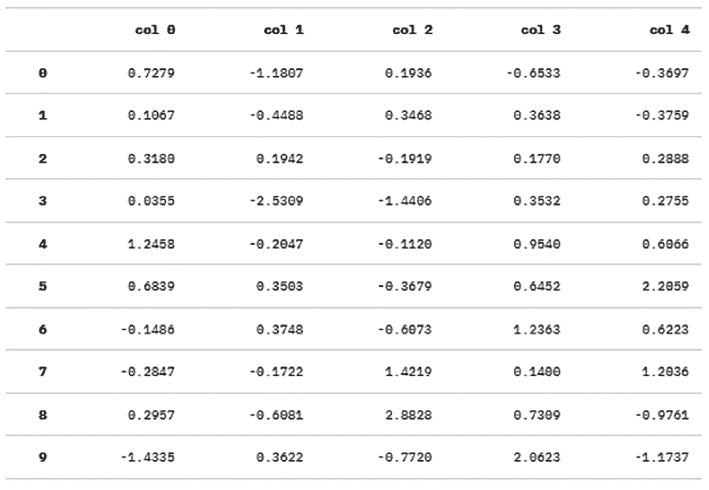 col 0 col 1 col 2 col 3 col 4
0 0.7279 -1.1807 0.1936 -0.6533 -0.3697
1 0.1067 -0.4488 0.3468 0.3638 -0.3759
2 0.3180 0.1942 -0.1919 0.1770 0.2888
3 0.0355 -2.5309 -1.4406 0.3532 0.2755
4 1.2458 -0.2047 -0.1120 0.9540 0.6066
5 0.6839 0.3503 -0.3679 0.6452 2.2059
6 -0.1486 0.3748 -0.6073 1.2363 0.6223
7 -0.2847 -0.1722 1.4219 0.1400 1.2036
8 0.2957 -0.6081 2.8828 0.7309 -0.9761
9 -1.4335 0.3622 -0.7720 2.0623 -1.1737